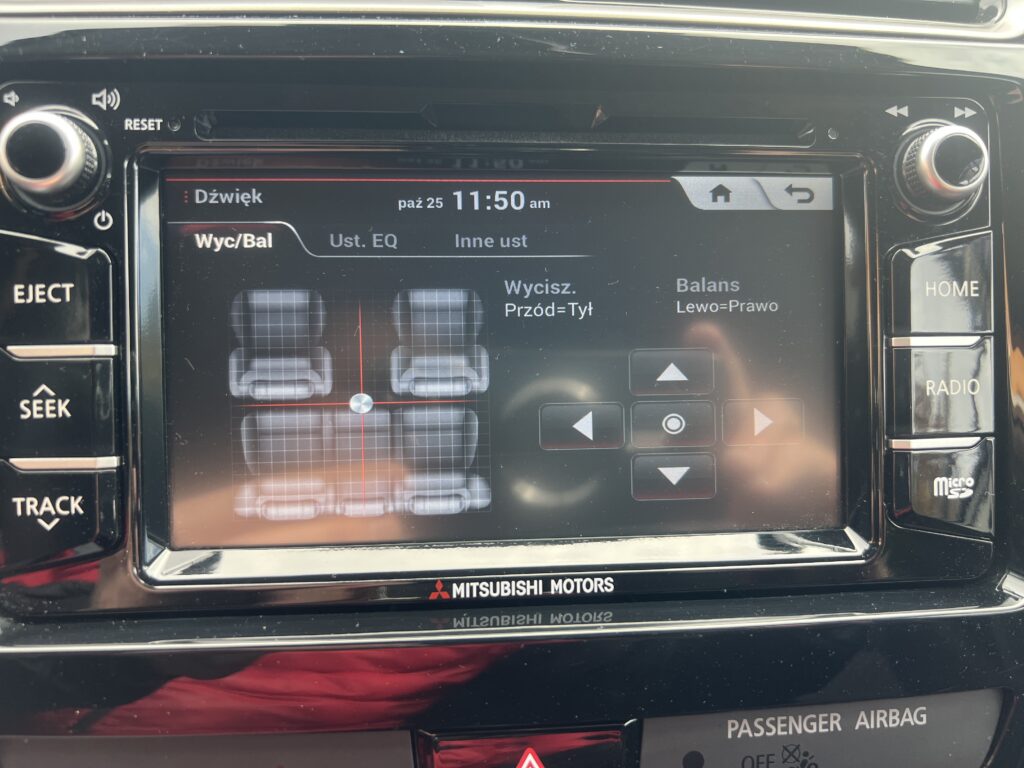 RESET
Dźwięk
paź 25 11:50 am
Wyc/Bal Ust. EQ Inne ust
Wycisz. Balans
Przód=Tył Lewo=Prawo
EJECT
SEEK
TRACK
HOME
RADIO
micro SD
MITSUBISHI MOTORS
PASSENGER AIRBAG
OFF